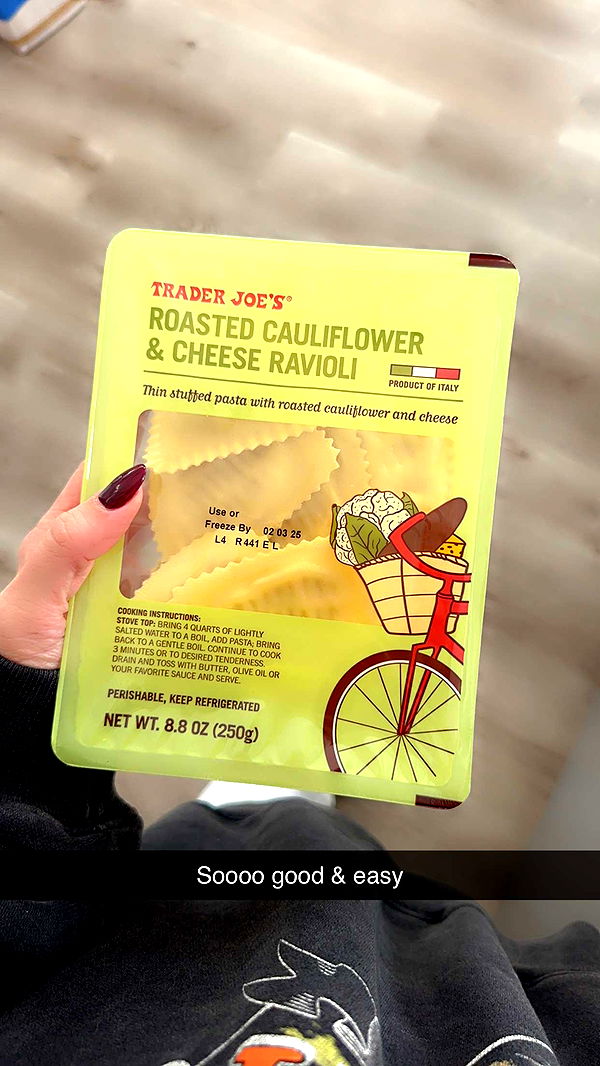 TRADER JOE'S®
ROASTED CAULIFLOWER
& CHEESE RAVIOLI
PRODUCT OF ITALY
Thin stuffed pasta with roasted cauliflower and cheese
Use or
Freeze By 02 03 25
L4 R441 E L
COOKING INSTRUCTIONS:
STOVE TOP: BRING 4 QUARTS OF LIGHTLY
SALTED WATER TO A BOIL, ADD PASTA; BRING
BACK TO A GENTLE BOIL. CONTINUE TO COOK
3 MINUTES OR TO DESIRED TENDERNESS.
DRAIN AND TOSS WITH BUTTER, OLIVE OIL OR
YOUR FAVORITE SAUCE AND SERVE.
PERISHABLE, KEEP REFRIGERATED
NET WT. 8.8 OZ (250g)
Soooo good & easy